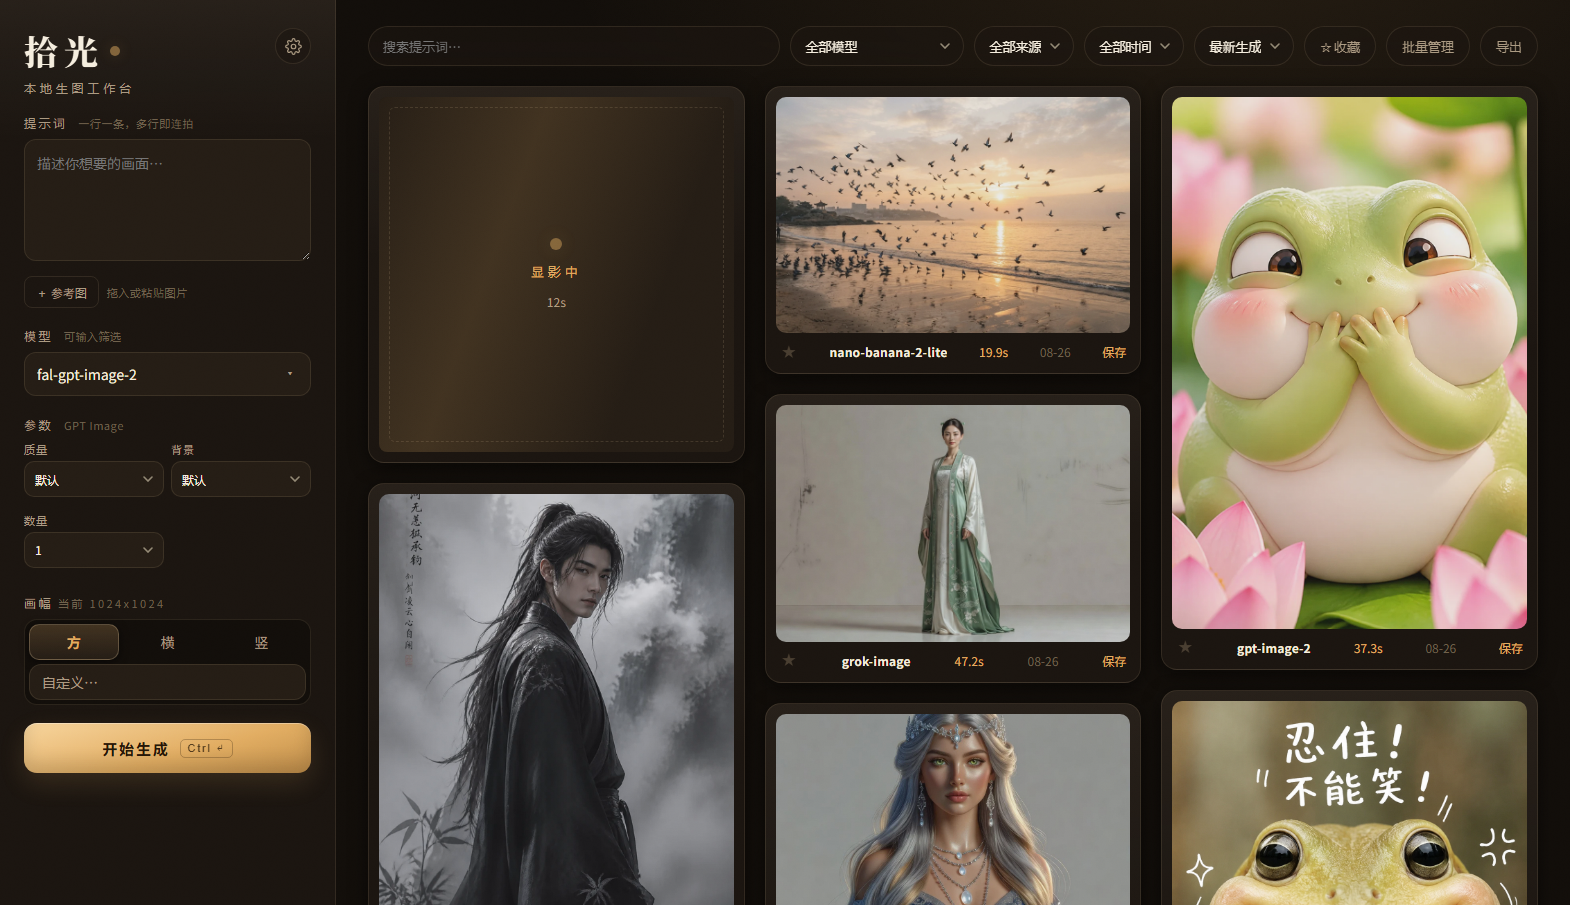 拾光
本地生图工作台
提示词 一行一条，多行即连拍
描述你想要的画面…
+ 参考图 拖入或粘贴图片
模型 可输入筛选
fal-gpt-image-2
参数 GPT Image
质量 背景
默认 默认
数量
1
画幅 当前 1024x1024
方 横 竖
自定义…
开始生成 Ctrl ↵
搜索提示词… 全部模型 全部来源 全部时间 最新生成 ☆收藏 批量管理 导出
显影中
12s
无
承
云
心
自
闲
★ nano-banana-2-lite 19.9s 08-26 保存
★ grok-image 47.2s 08-26 保存
★ gpt-image-2 37.3s 08-26 保存
忍住！
不能笑！